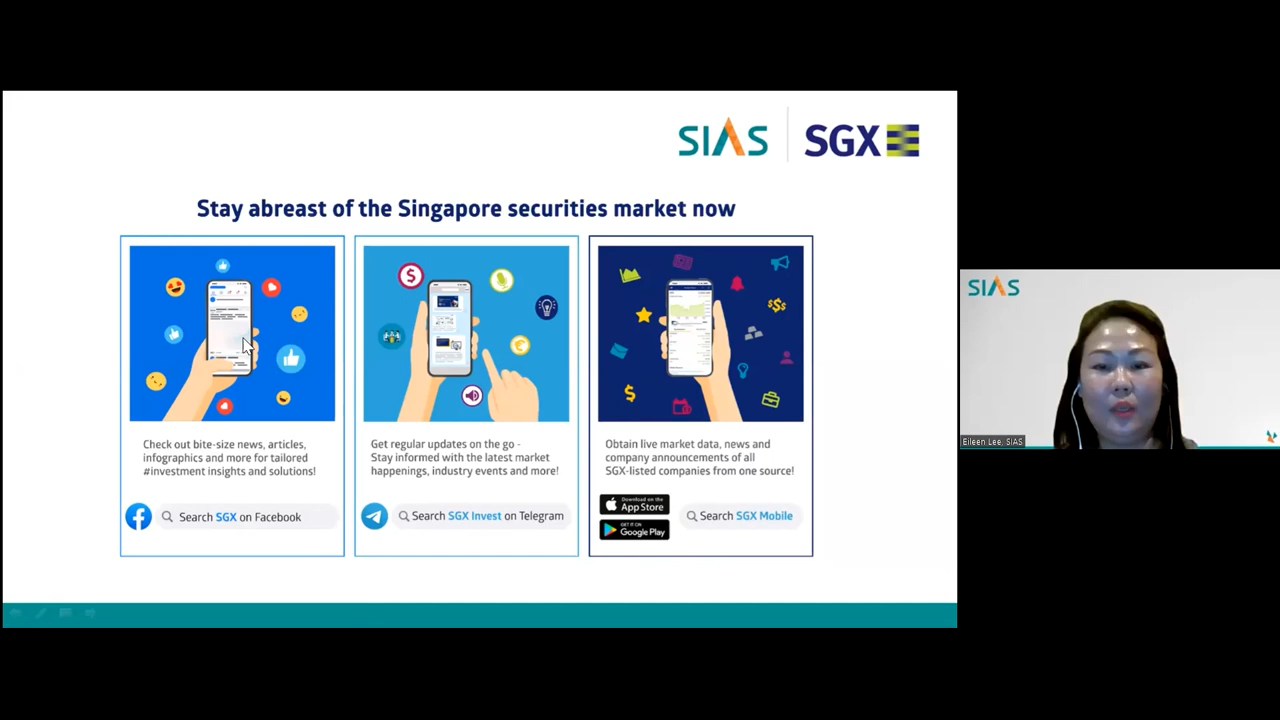 SIAS
SGX
Stay abreast of the Singapore securities market now
Check out bite-size news, articles,
infographics and more for tailored
#investment insights and solutions!
Search SGX on Facebook
Get regular updates on the go -
Stay informed with the latest market
happenings, industry events and more!
Search SGX Invest on Telegram
Obtain live market data, news and
company announcements of all
SGX-listed companies from one source!
Download on the
App Store
GET IT ON
Google Play
Search SGX Mobile
SIAS
Eileen Lee, SIAS